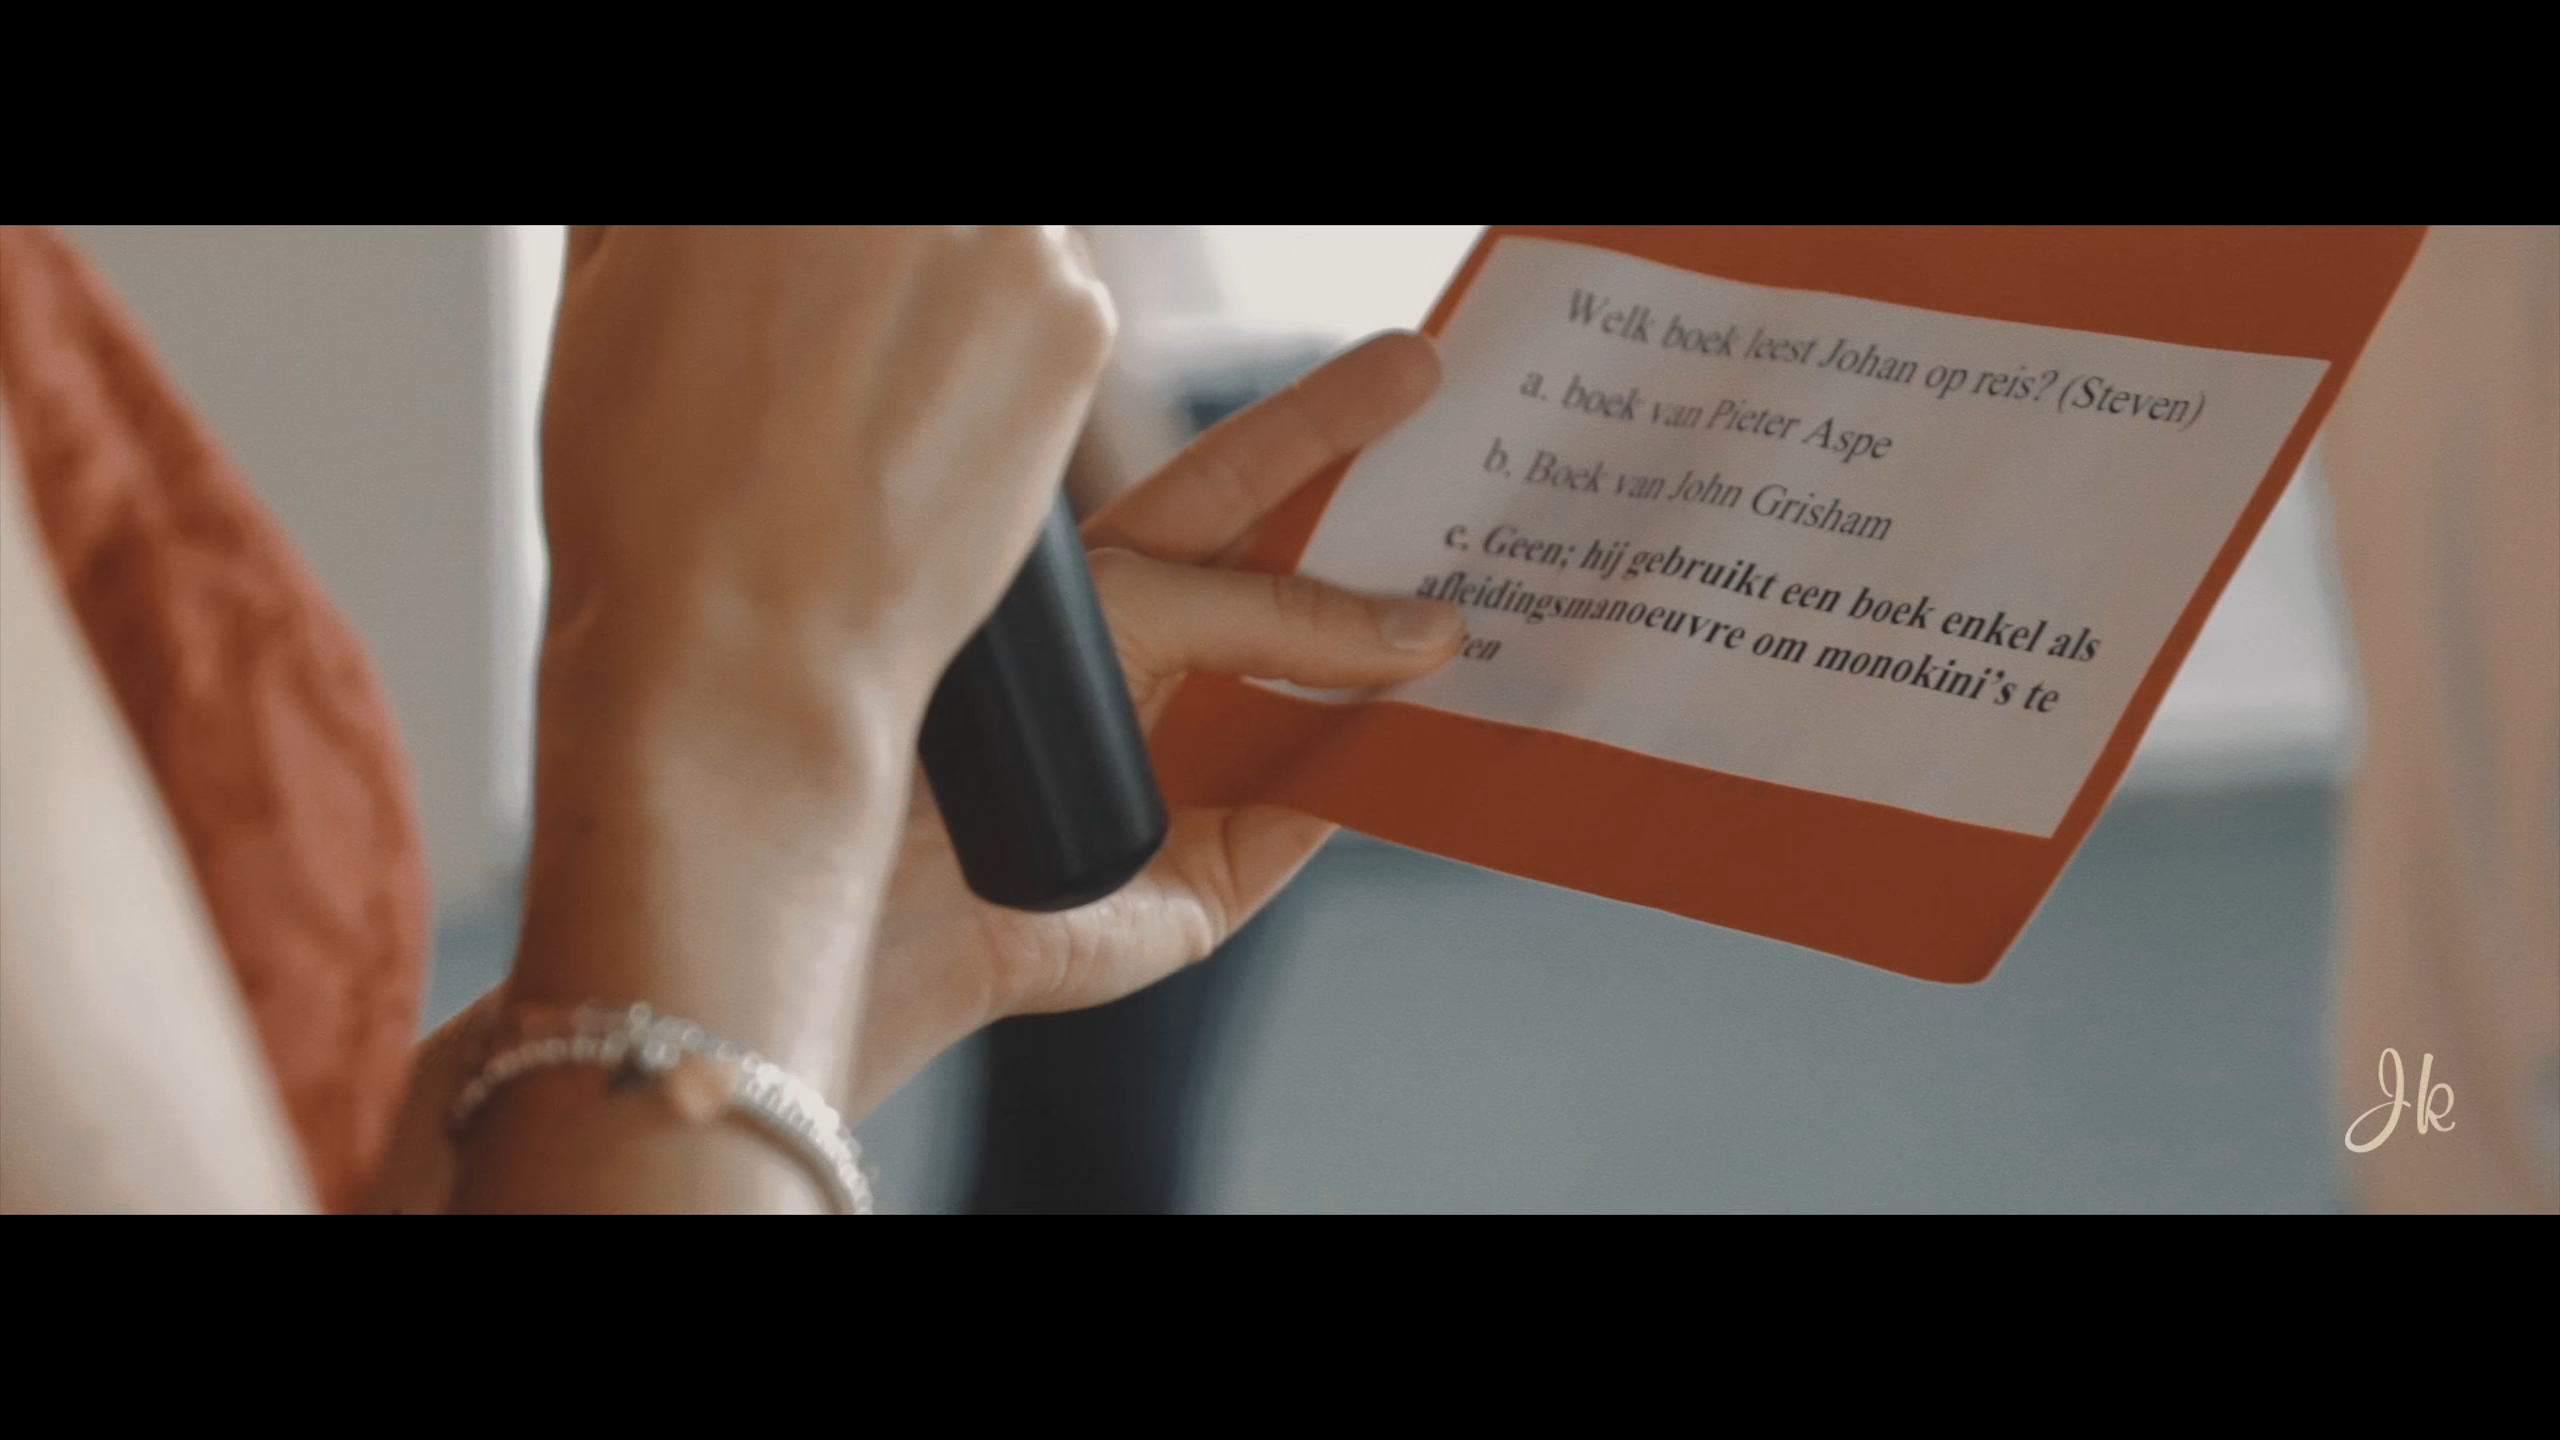 Welk boek leest Johan op reis? (Steven)
a. boek van Pieter Aspe
b. Boek van John Grisham
c. Geen; hij gebruikt een boek enkel als
afleidingsmanoeuvre om monokini's te
Jk